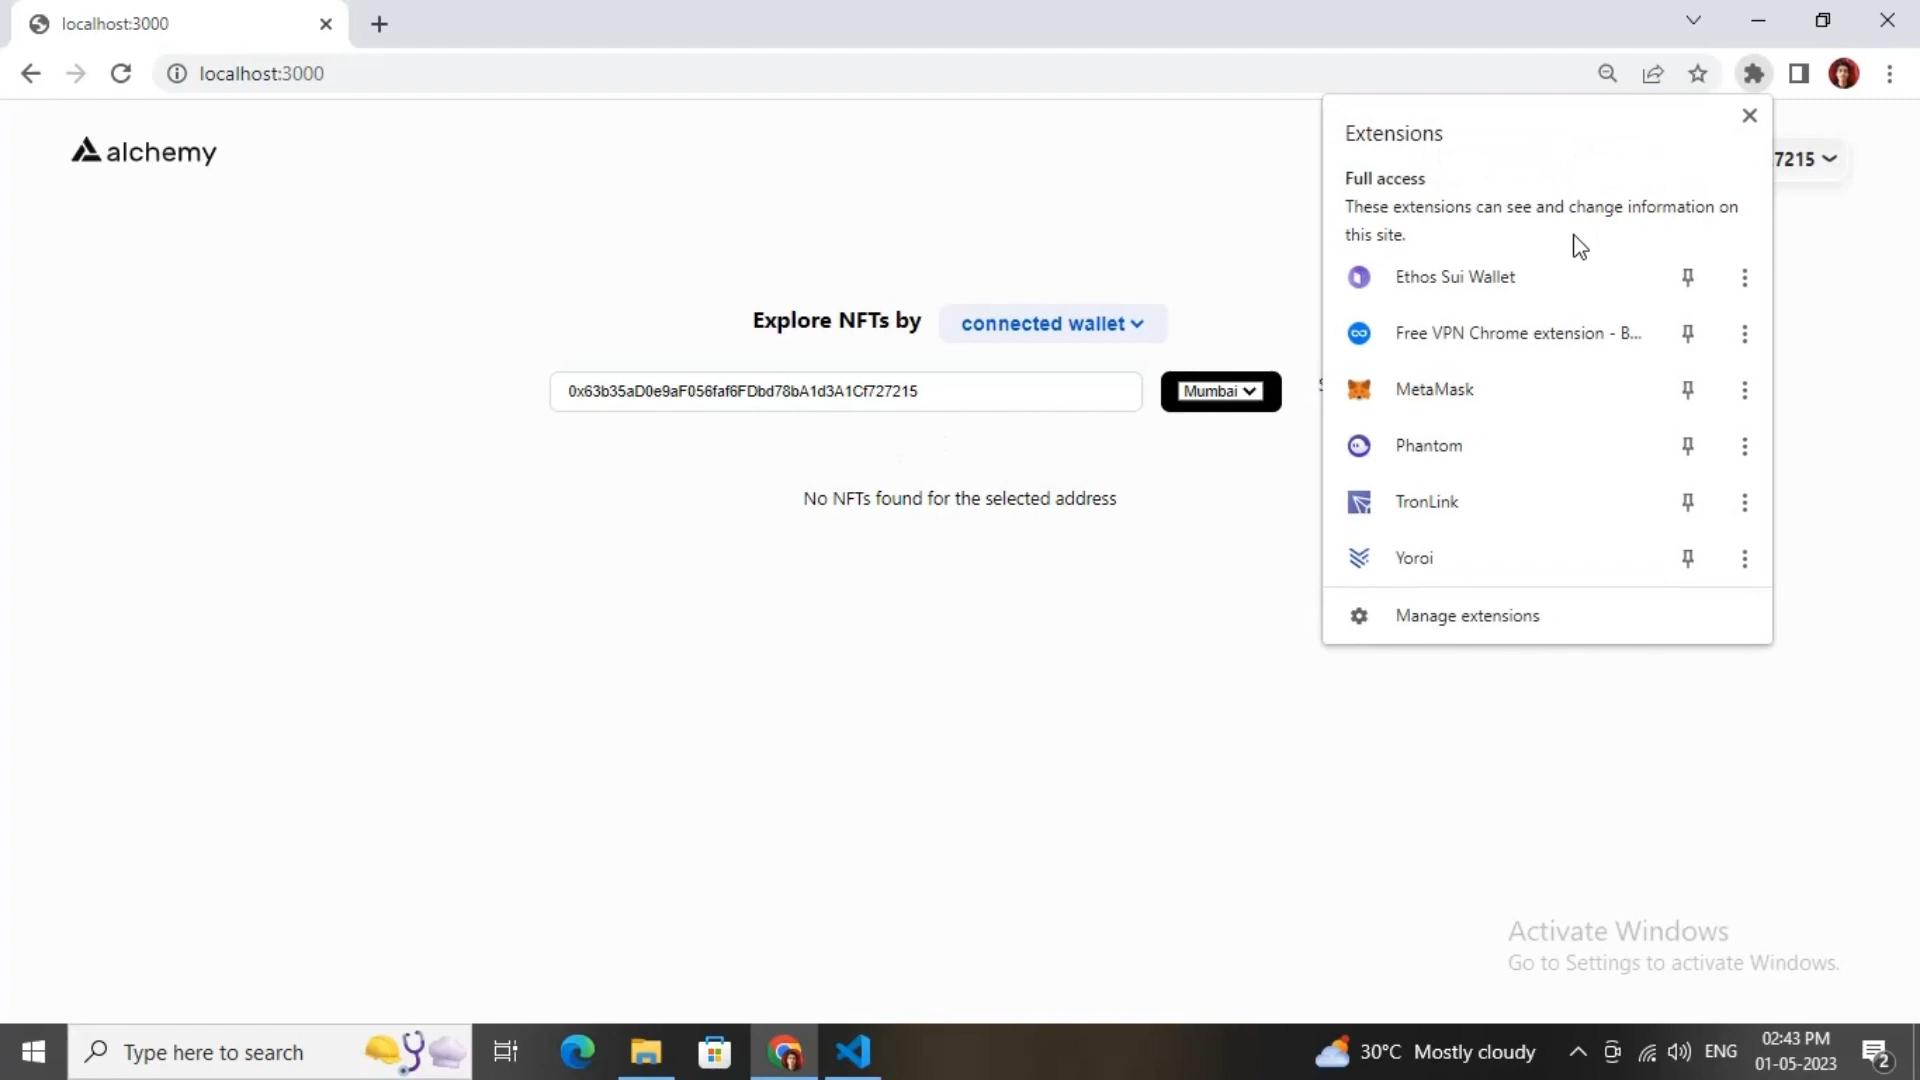 localhost:3000
localhost:3000
alchemy
Extensions
7215
Full access
These extensions can see and change information on
this site.
Ethos Sui Wallet
Free VPN Chrome extension - B...
MetaMask
Phantom
TronLink
Yoroi
Manage extensions
Explore NFTs by connected wallet
0x63b35aD0e9aF056faf6FDbd78bA1d3A1Cf727215 Mumbai
No NFTs found for the selected address
Activate Windows
Go to Settings to activate Windows.
Type here to search
30°C Mostly cloudy
ENG
02:43 PM
01-05-2023
2